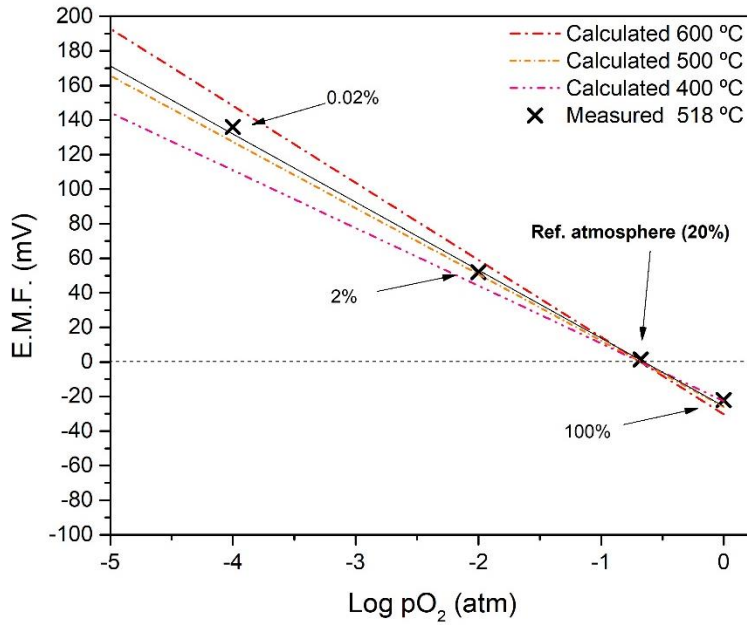 200
180
160
140
120
100
80
60
40
20
0
-20
-40
-60
-80
-100
E.M.F. (mV)
Calculated 600 ºC
Calculated 500 ºC
Calculated 400 ºC
Measured 518 ºC
0.02%
Ref. atmosphere (20%)
2%
100%
-5 -4 -3 -2 -1 0
Log pO₂ (atm)